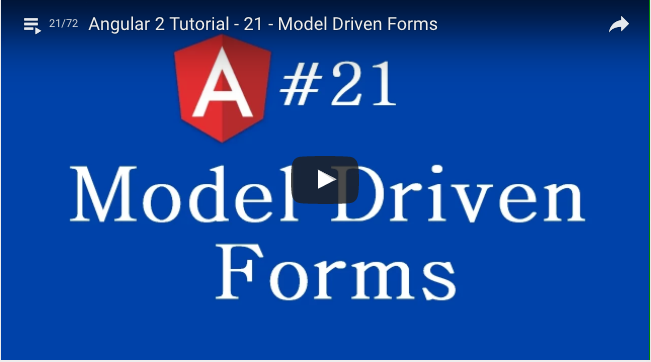 21/72 Angular 2 Tutorial - 21 - Model Driven Forms
A #21
Model Driven
Forms